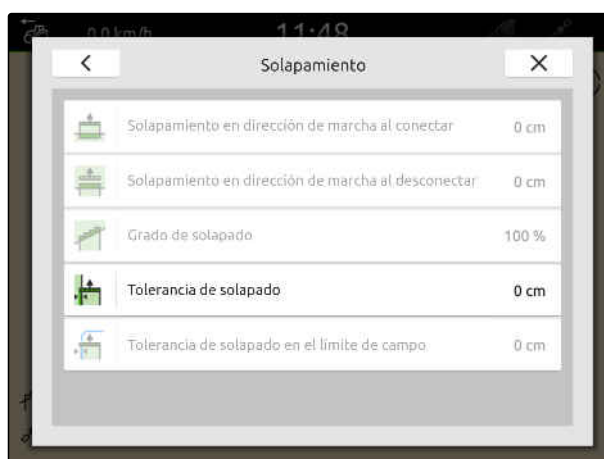 0.0 km/h
11:48
Solapamiento
Solapamiento en dirección de marcha al conectar 0 cm
Solapamiento en dirección de marcha al desconectar 0 cm
Grado de solapado 100 %
Tolerancia de solapado 0 cm
Tolerancia de solapado en el límite de campo 0 cm